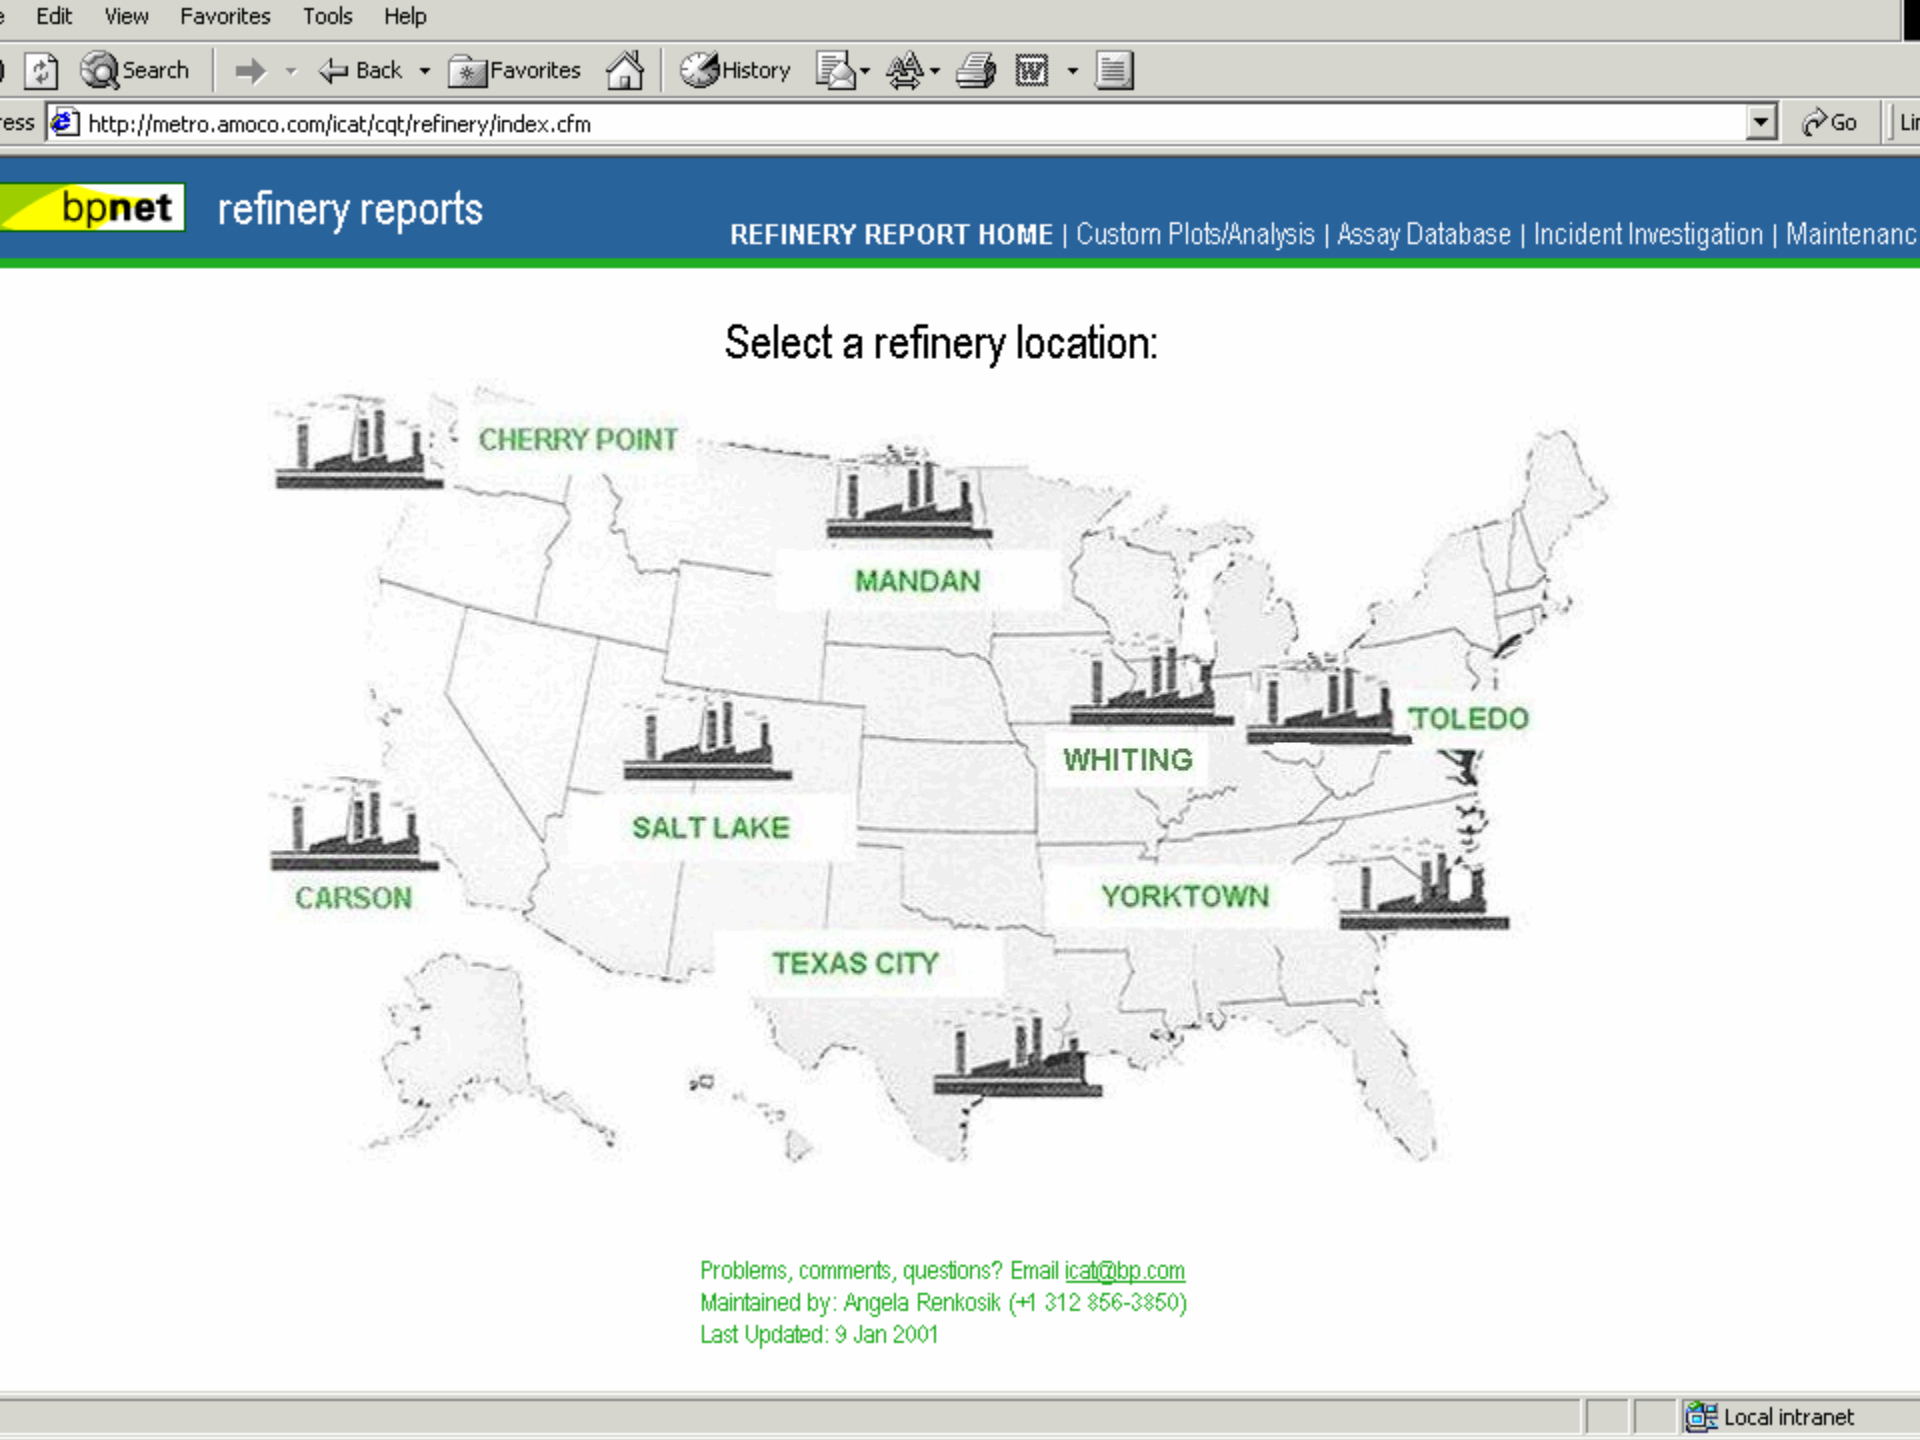 Edit View Favorites Tools Help
Search Back Favorites History
ress http://metro.amoco.com/icat/cqt/refinery/index.cfm Go Lin
bpnet refinery reports
REFINERY REPORT HOME | Custom Plots/Analysis | Assay Database | Incident Investigation | Maintenanc
Select a refinery location:
CHERRY POINT
MANDAN
TOLEDO
WHITING
SALT LAKE
CARSON
YORKTOWN
TEXAS CITY
Problems, comments, questions? Email icat@bp.com
Maintained by: Angela Renkosik (+1 312 856-3850)
Last Updated: 9 Jan 2001
Local intranet